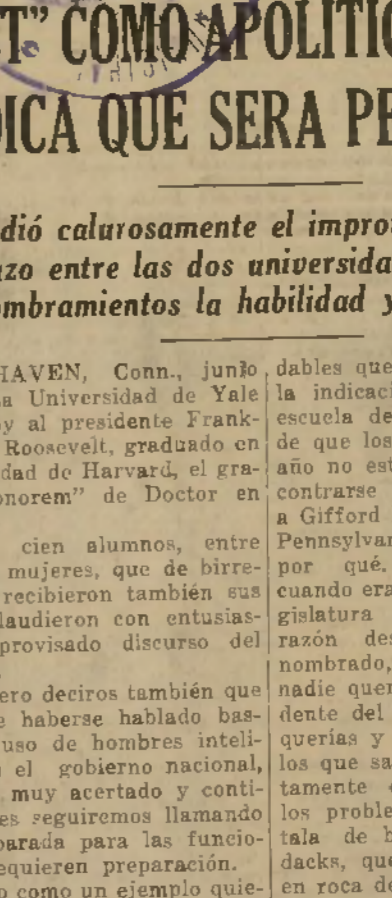 T" COMO APOLITIC
DICA QUE SERA PE
dió calurosamente el impro
azo entre las dos universida
ombramientos la habilidad y
HAVEN, Conn., junio
a Universidad de Yale
y al presidente Frank-
Roosevelt, graduado en
dad de Harvard, el gra-
onorem" de Doctor en
cien alumnos, entre
mujeres, que de birre-
recibieron también sus
laudieron con entusias-
provisado discurso del
ero deciros también que
e haberse hablado bas-
uso de hombres inteli-
el gobierno nacional,
muy acertado y conti-
es seguiremos llamando
parada para las funcio-
equieren preparación.
o como un ejemplo quie-
dables que
la indicaci
escuela de
de que los
año no est
contrarse
a Gifford
Pennsylvan
por qué.
cuando era
gislatura
razón des
nombrado,
nadie quer
dente del
querías y
los que sa
tamente
los proble
tala de b
dacks, que
en roca de